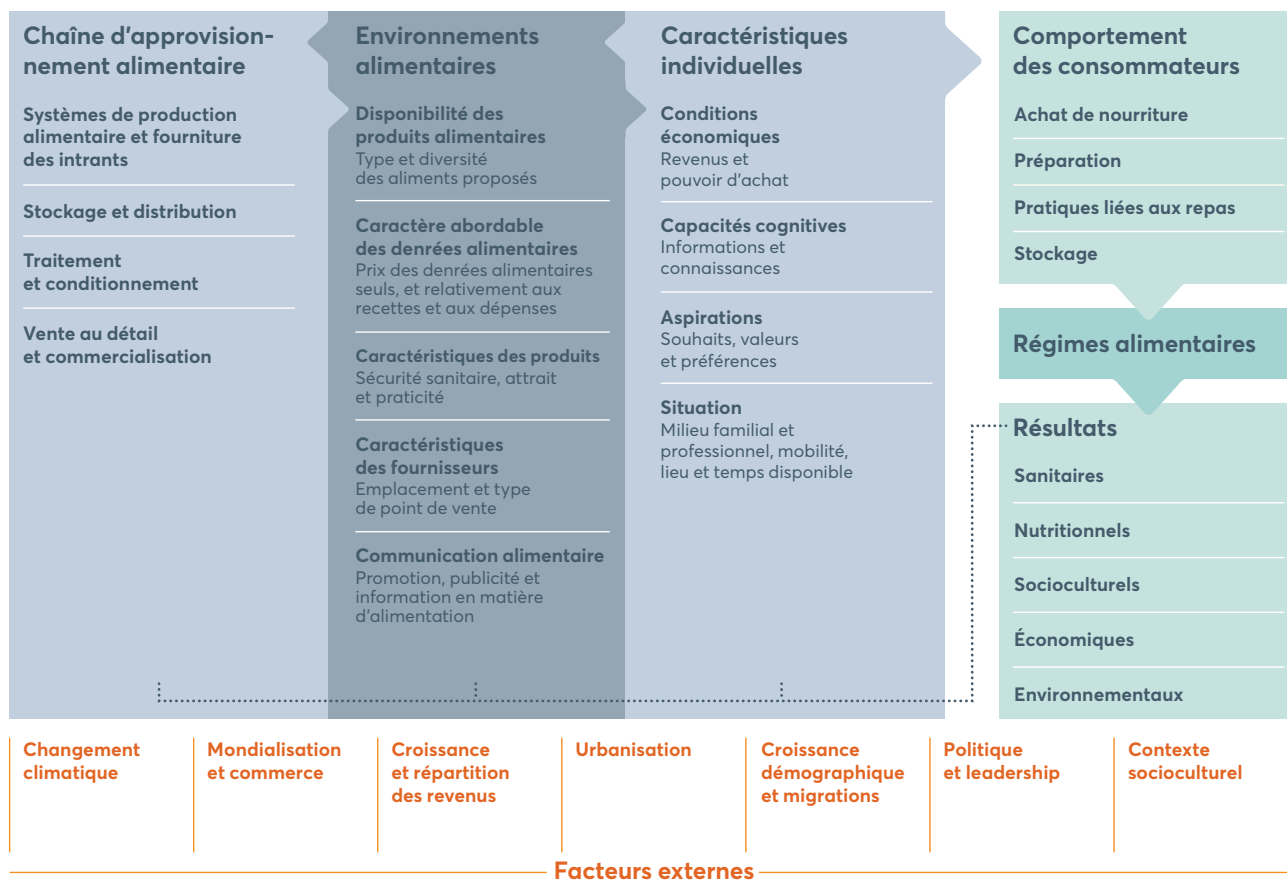 Chaîne d'approvision-
nement alimentaire
Systèmes de production
alimentaire et fourniture
des intrants
Stockage et distribution
Traitement
et conditionnement
Vente au détail
et commercialisation
Environnements
alimentaires
Disponibilité des
produits alimentaires
Type et diversité
des aliments proposés
Caractère abordable
des denrées alimentaires
Prix des denrées alimentaires
seuls, et relativement aux
recettes et aux dépenses
Caractéristiques des produits
Sécurité sanitaire, attrait
et praticité
Caractéristiques
des fournisseurs
Emplacement et type
de point de vente
Communication alimentaire
Promotion, publicité et
information en matière
d'alimentation
Caractéristiques
individuelles
Conditions
économiques
Revenus et
pouvoir d'achat
Capacités cognitives
Informations et
connaissances
Aspirations
Souhaits, valeurs
et préférences
Situation
Milieu familial et
professionnel, mobilité,
lieu et temps disponible
Comportement
des consommateurs
Achat de nourriture
Préparation
Pratiques liées aux repas
Stockage
Régimes alimentaires
Résultats
Sanitaires
Nutritionnels
Socioculturels
Économiques
Environnementaux
Changement
climatique
Mondialisation
et commerce
Croissance
et répartition
des revenus
Urbanisation
Croissance
démographique
et migrations
Politique
et leadership
Contexte
socioculturel
Facteurs externes